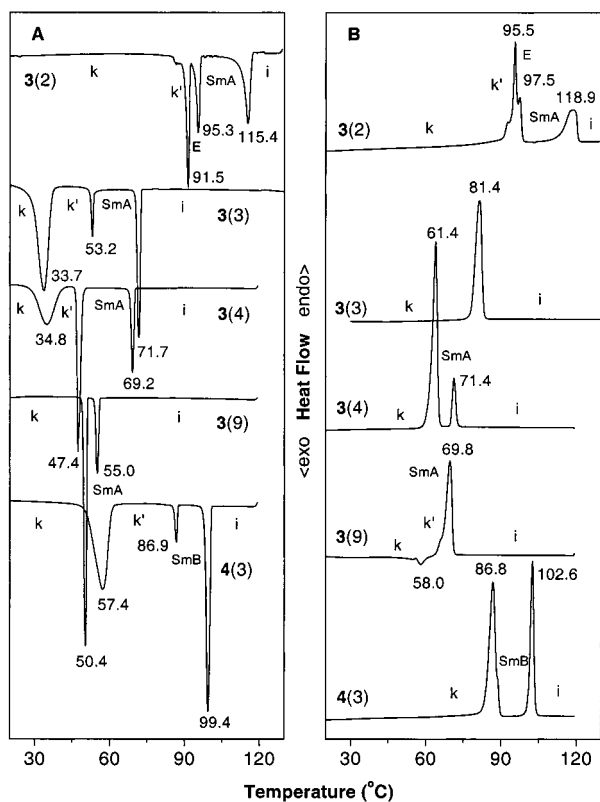 A
k
SmA
i
3(2)
k'
95.3
E
115.4
91.5
k
k'
SmA
i
3(3)
53.2
33.7
k
k'
SmA
i
3(4)
34.8
71.7
69.2
k
i
3(9)
47.4
55.0
SmA
k
k'
i
86.9
SmB
4(3)
57.4
50.4
99.4
30 60 90 120
<exo Heat Flow endo>
B
95.5
E
3(2)
k'
97.5
118.9
k
SmA
i
81.4
61.4
3(3)
k
i
SmA
3(4)
71.4
k
i
69.8
SmA
3(9)
k'
k
i
58.0
86.8
102.6
SmB
4(3)
k
i
30 60 90 120
Temperature (°C)